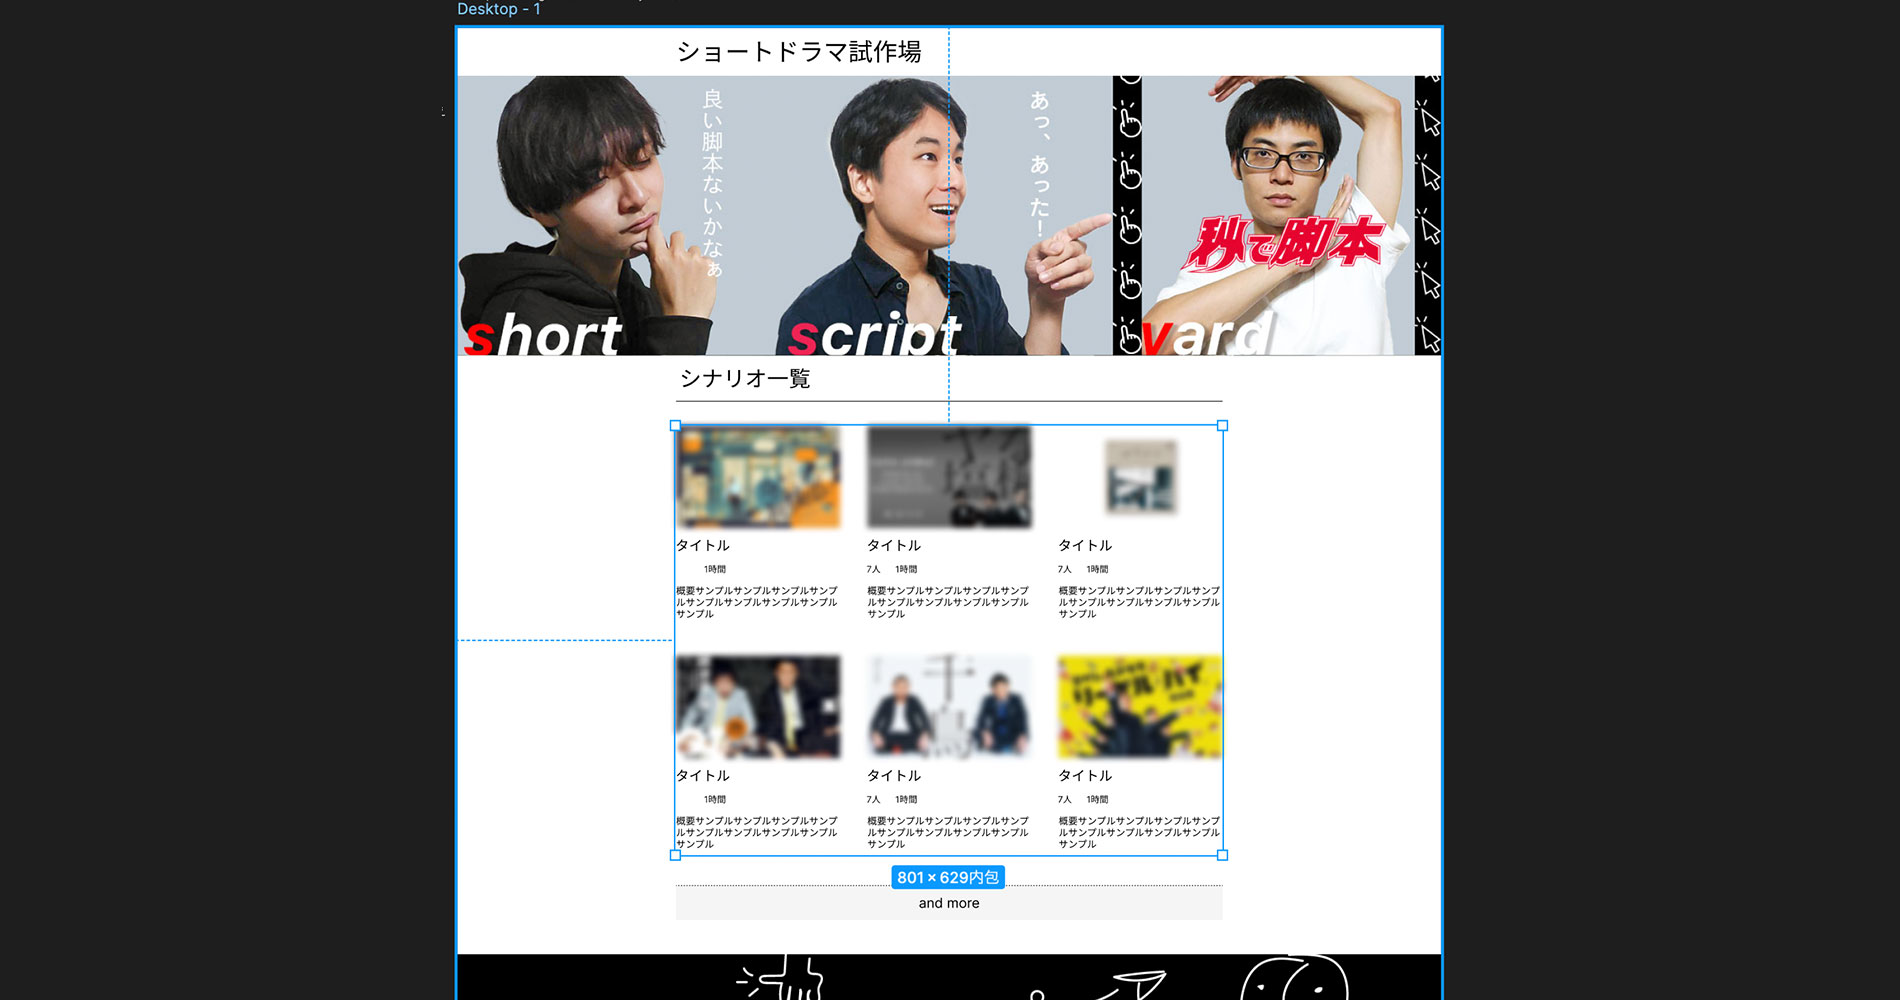 Desktop - 1
ショートドラマ試作場
良い脚本ないかなぁ
あっ、あった!
秒で脚本
short
script
yard
シナリオ一覧
タイトル
1時間
概要サンプルサンプルサンプルサンプ
ルサンプルサンプルサンプルサンプル
サンプル
タイトル
7人 1時間
概要サンプルサンプルサンプルサンプ
ルサンプルサンプルサンプルサンプル
サンプル
タイトル
7人 1時間
概要サンプルサンプルサンプルサンプ
ルサンプルサンプルサンプルサンプル
サンプル
タイトル
1時間
概要サンプルサンプルサンプルサンプ
ルサンプルサンプルサンプルサンプル
サンプル
タイトル
7人 1時間
概要サンプルサンプルサンプルサンプ
ルサンプルサンプルサンプルサンプル
サンプル
タイトル
7人 1時間
概要サンプルサンプルサンプルサンプ
ルサンプルサンプルサンプルサンプル
サンプル
801 × 629内包
and more